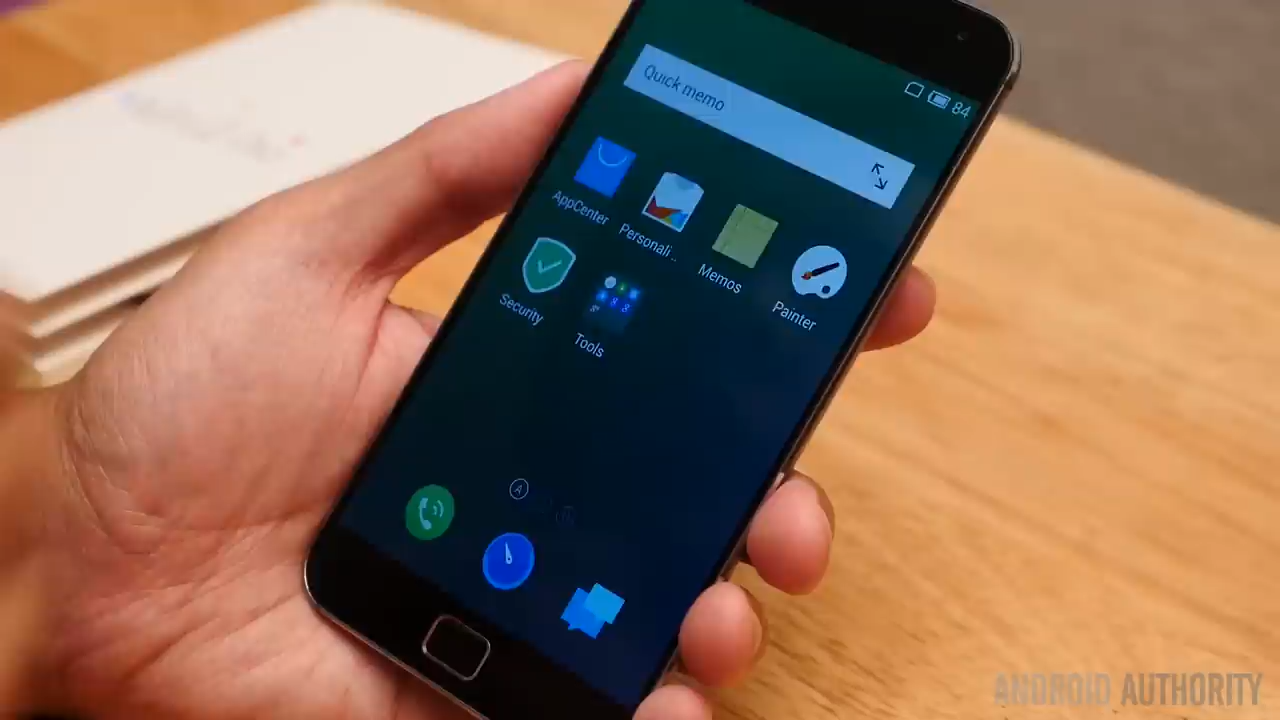 84
Quick memo
AppCenter
Personali...
Memos
Painter
Security
Tools
A
ANDROID AUTHORITY